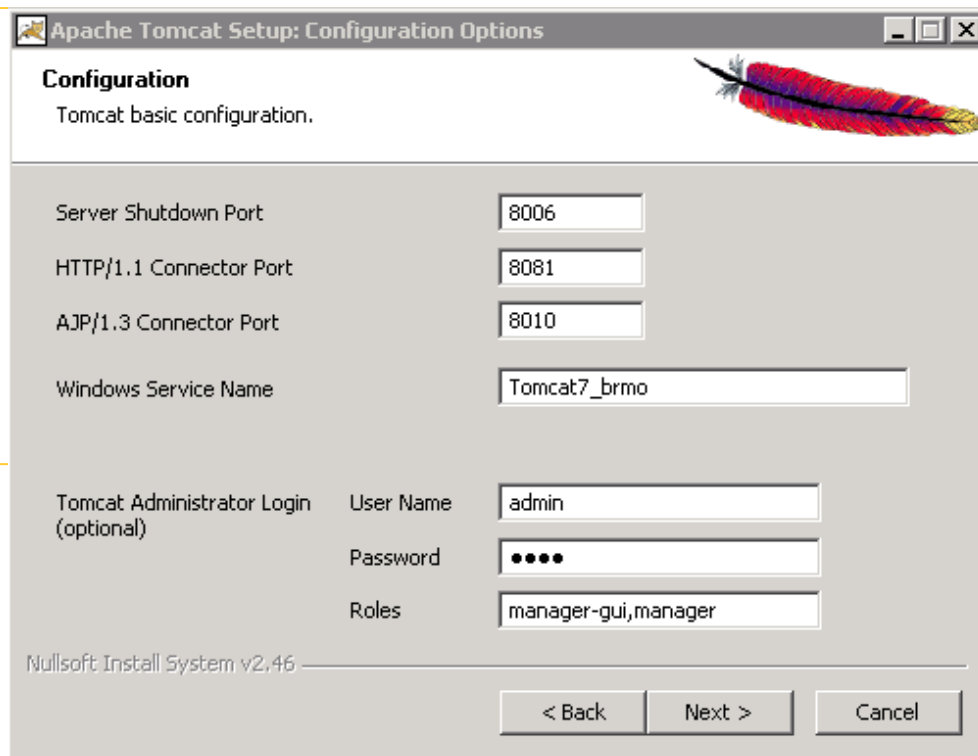 Apache Tomcat Setup: Configuration Options
Configuration
Tomcat basic configuration.
Server Shutdown Port 8006
HTTP/1.1 Connector Port 8081
AJP/1.3 Connector Port 8010
Windows Service Name Tomcat7_brmo
Tomcat Administrator Login User Name admin
(optional)
Password ●●●●
Roles manager-gui,manager
Nullsoft Install System v2.46
< Back Next > Cancel